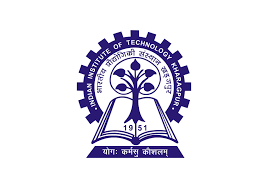 INDIAN INSTITUTE OF TECHNOLOGY KHARAGPUR
भारतीय प्रौद्योगिकी संस्थान खड़गपुर
1951
योगः कर्मसु कौशलम्